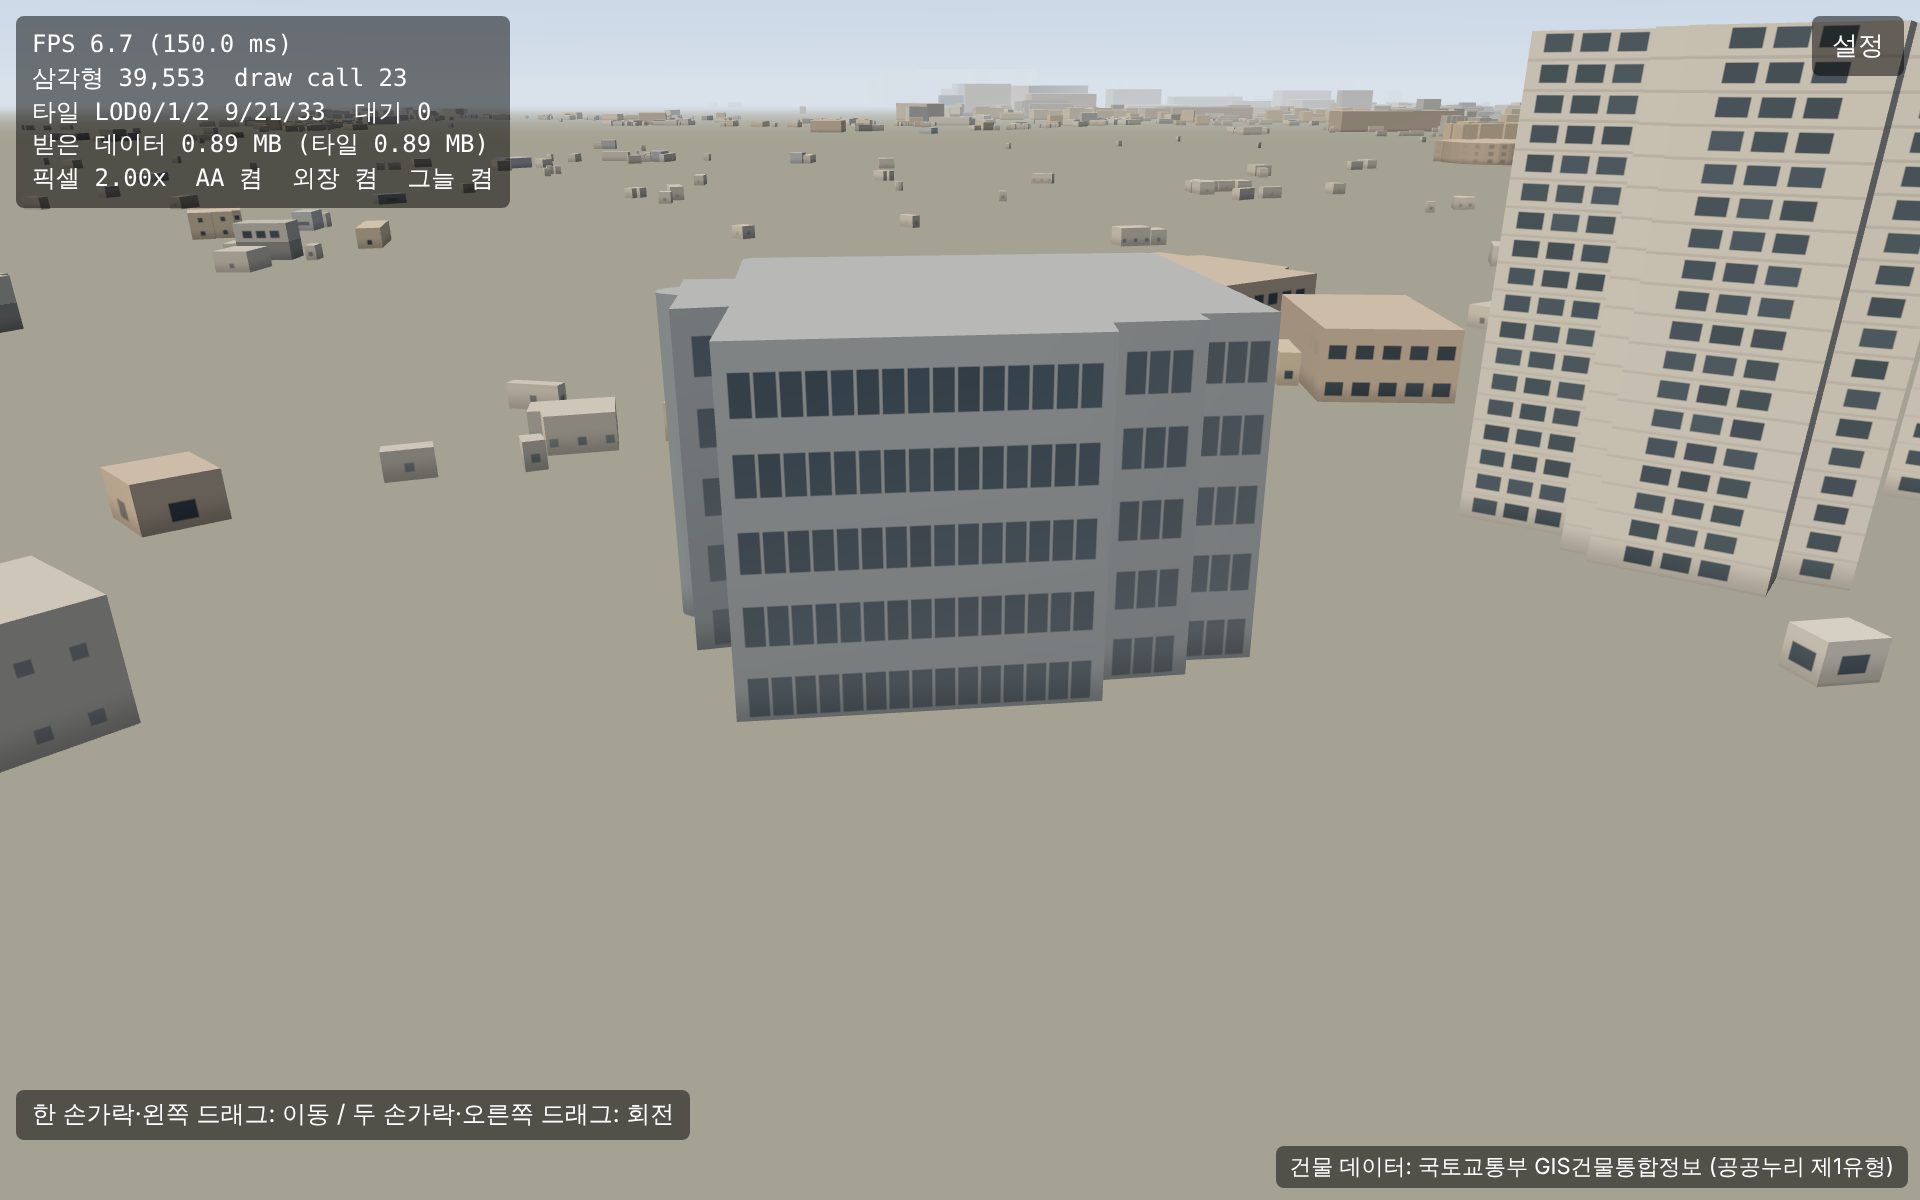 FPS 6.7 (150.0 ms)
삼각형 39,553 draw call 23
타일 LOD0/1/2 9/21/33 대기 0
받은 데이터 0.89 MB (타일 0.89 MB)
픽셀 2.00x AA 켬 외장 켬 그늘 켬
설정
한 손가락·왼쪽 드래그: 이동 / 두 손가락·오른쪽 드래그: 회전
건물 데이터: 국토교통부 GIS건물통합정보 (공공누리 제1유형)